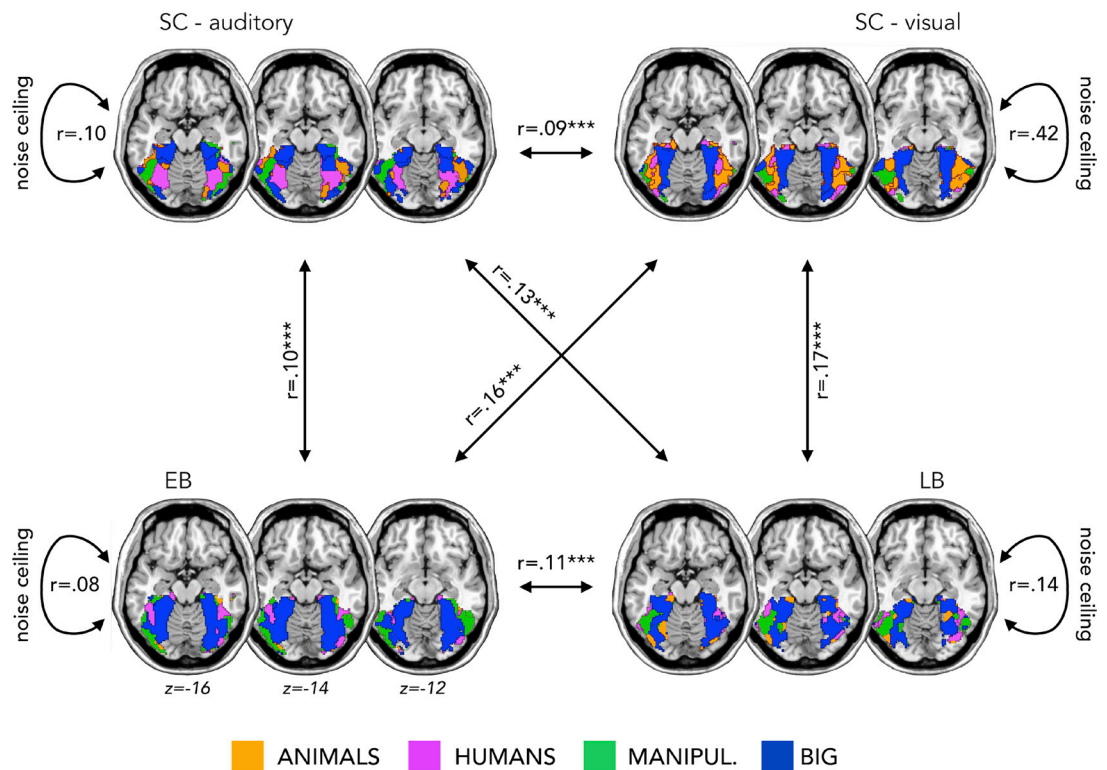 SC - auditory
SC - visual
noise ceiling
r=.10
r=.09***
r=.42
noise ceiling
r=.13***
r=.10***
r=.16***
r=.17***
EB
LB
noise ceiling
r=.08
r=.11***
r=.14
noise ceiling
z=-16
z=-14
z=-12
ANIMALS
HUMANS
MANIPUL.
BIG